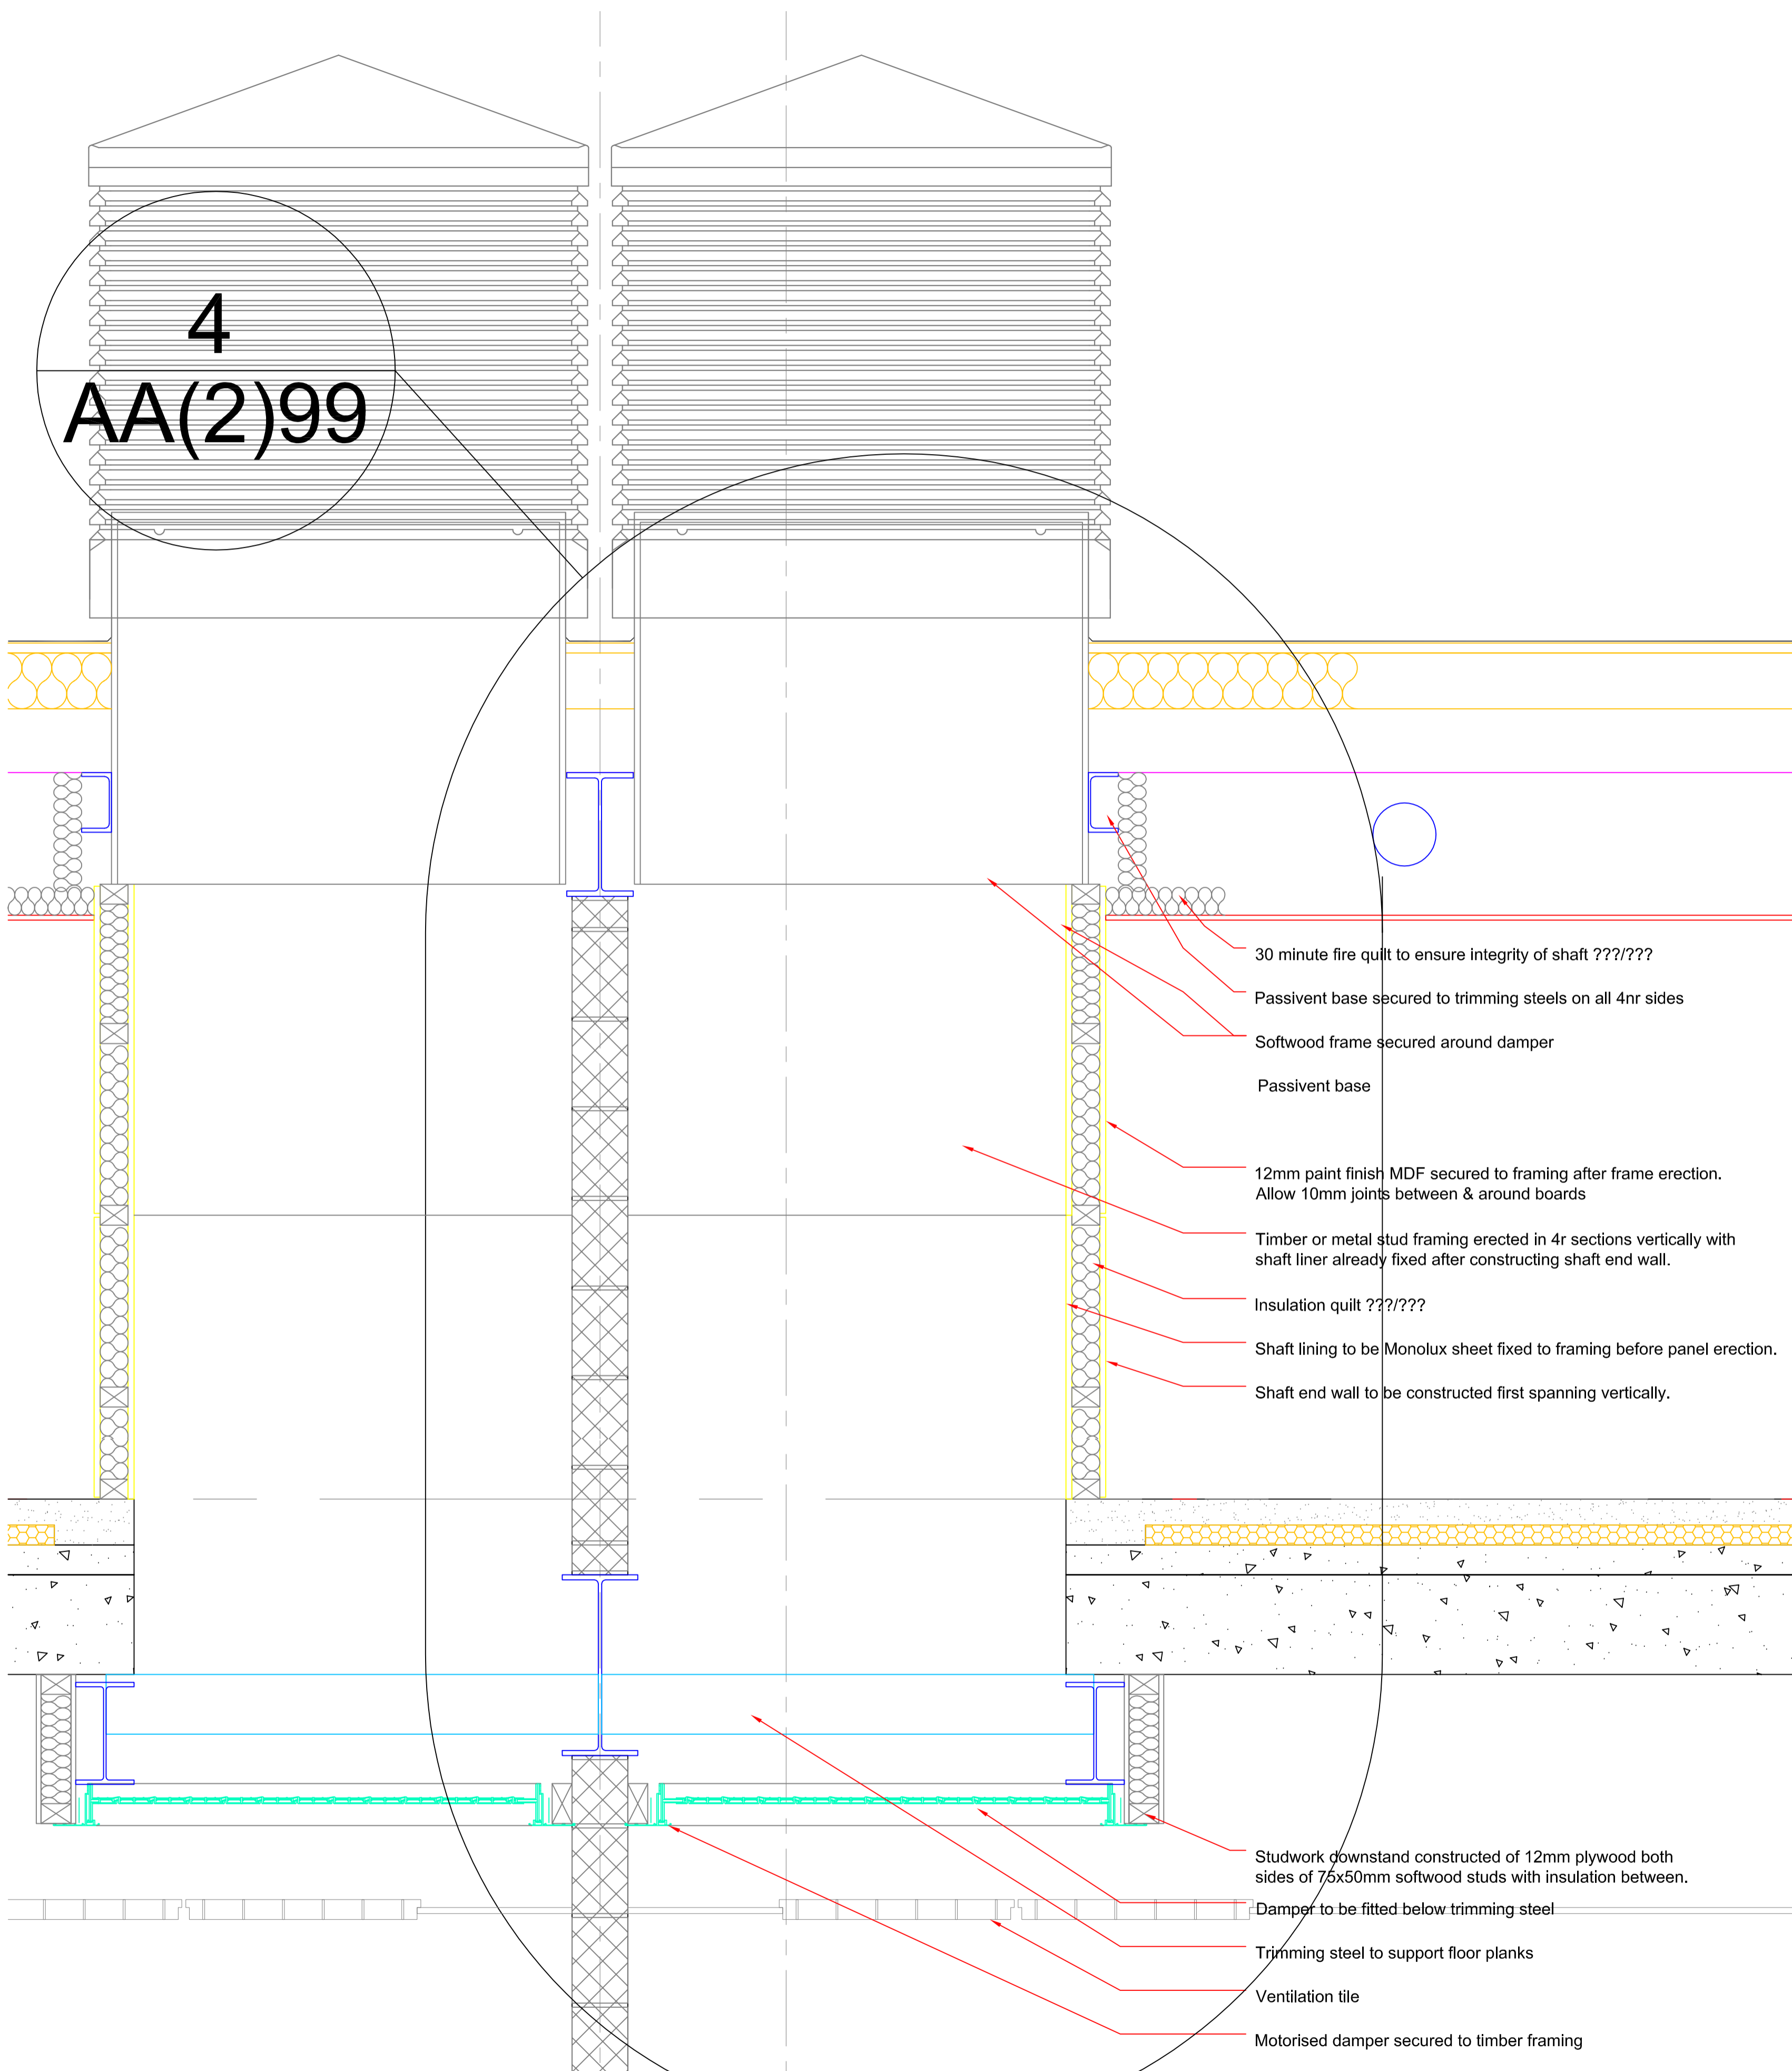 4
AA(2)99
30 minute fire quilt to ensure integrity of shaft ???/???
Passivent base secured to trimming steels on all 4nr sides
Softwood frame secured around damper
Passivent base
12mm paint finish MDF secured to framing after frame erection.
Allow 10mm joints between & around boards
Timber or metal stud framing erected in 4r sections vertically with
shaft liner already fixed after constructing shaft end wall.
Insulation quilt ???/???
Shaft lining to be Monolux sheet fixed to framing before panel erection.
Shaft end wall to be constructed first spanning vertically.
Studwork downstand constructed of 12mm plywood both
sides of 75x50mm softwood studs with insulation between.
Damper to be fitted below trimming steel
Trimming steel to support floor planks
Ventilation tile
Motorised damper secured to timber framing